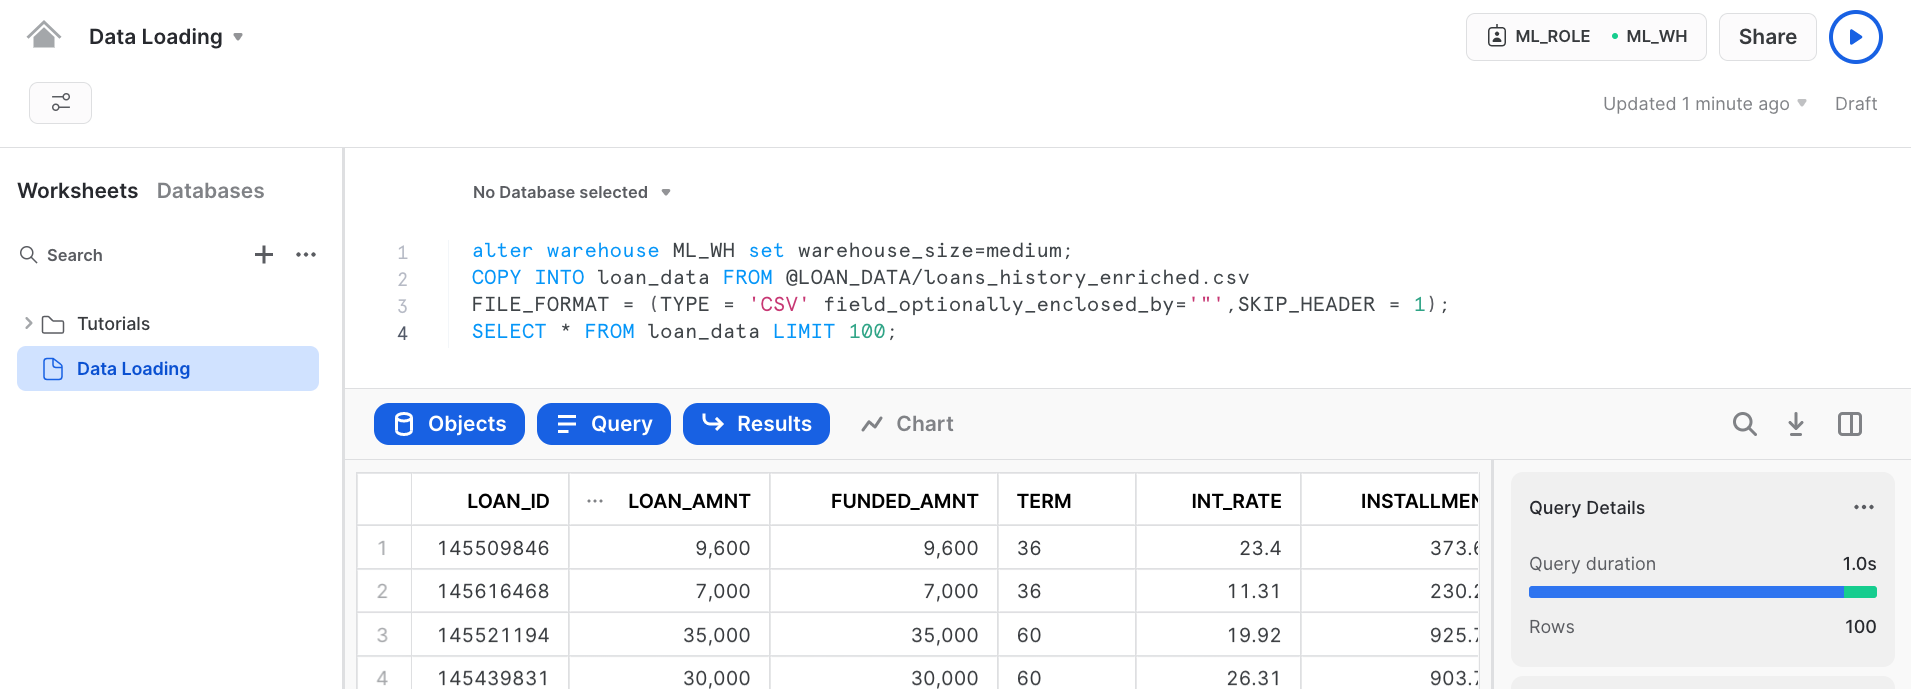 Data Loading
ML_ROLE ML_WH Share
Updated 1 minute ago Draft
Worksheets Databases
Search
Tutorials
Data Loading
No Database selected
1 alter warehouse ML_WH set warehouse_size=medium;
2 COPY INTO loan_data FROM @LOAN_DATA/loans_history_enriched.csv
3 FILE_FORMAT = (TYPE = 'CSV' field_optionally_enclosed_by='"',SKIP_HEADER = 1);
4 SELECT * FROM loan_data LIMIT 100;
Objects Query Results Chart
LOAN_ID ... LOAN_AMNT FUNDED_AMNT TERM INT_RATE INSTALLMEN
1 145509846 9,600 9,600 36 23.4 373.6
2 145616468 7,000 7,000 36 11.31 230.2
3 145521194 35,000 35,000 60 19.92 925.7
4 145439831 30,000 30,000 60 26.31 903.7
Query Details ...
Query duration 1.0s
Rows 100